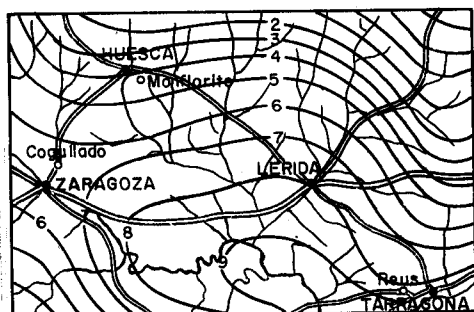 2
3
HUESCA
4
Monflorite
5
6
7
Cogullado
LERIDA
ZARAGOZA
6
8
9
Reus
TARRAGONA